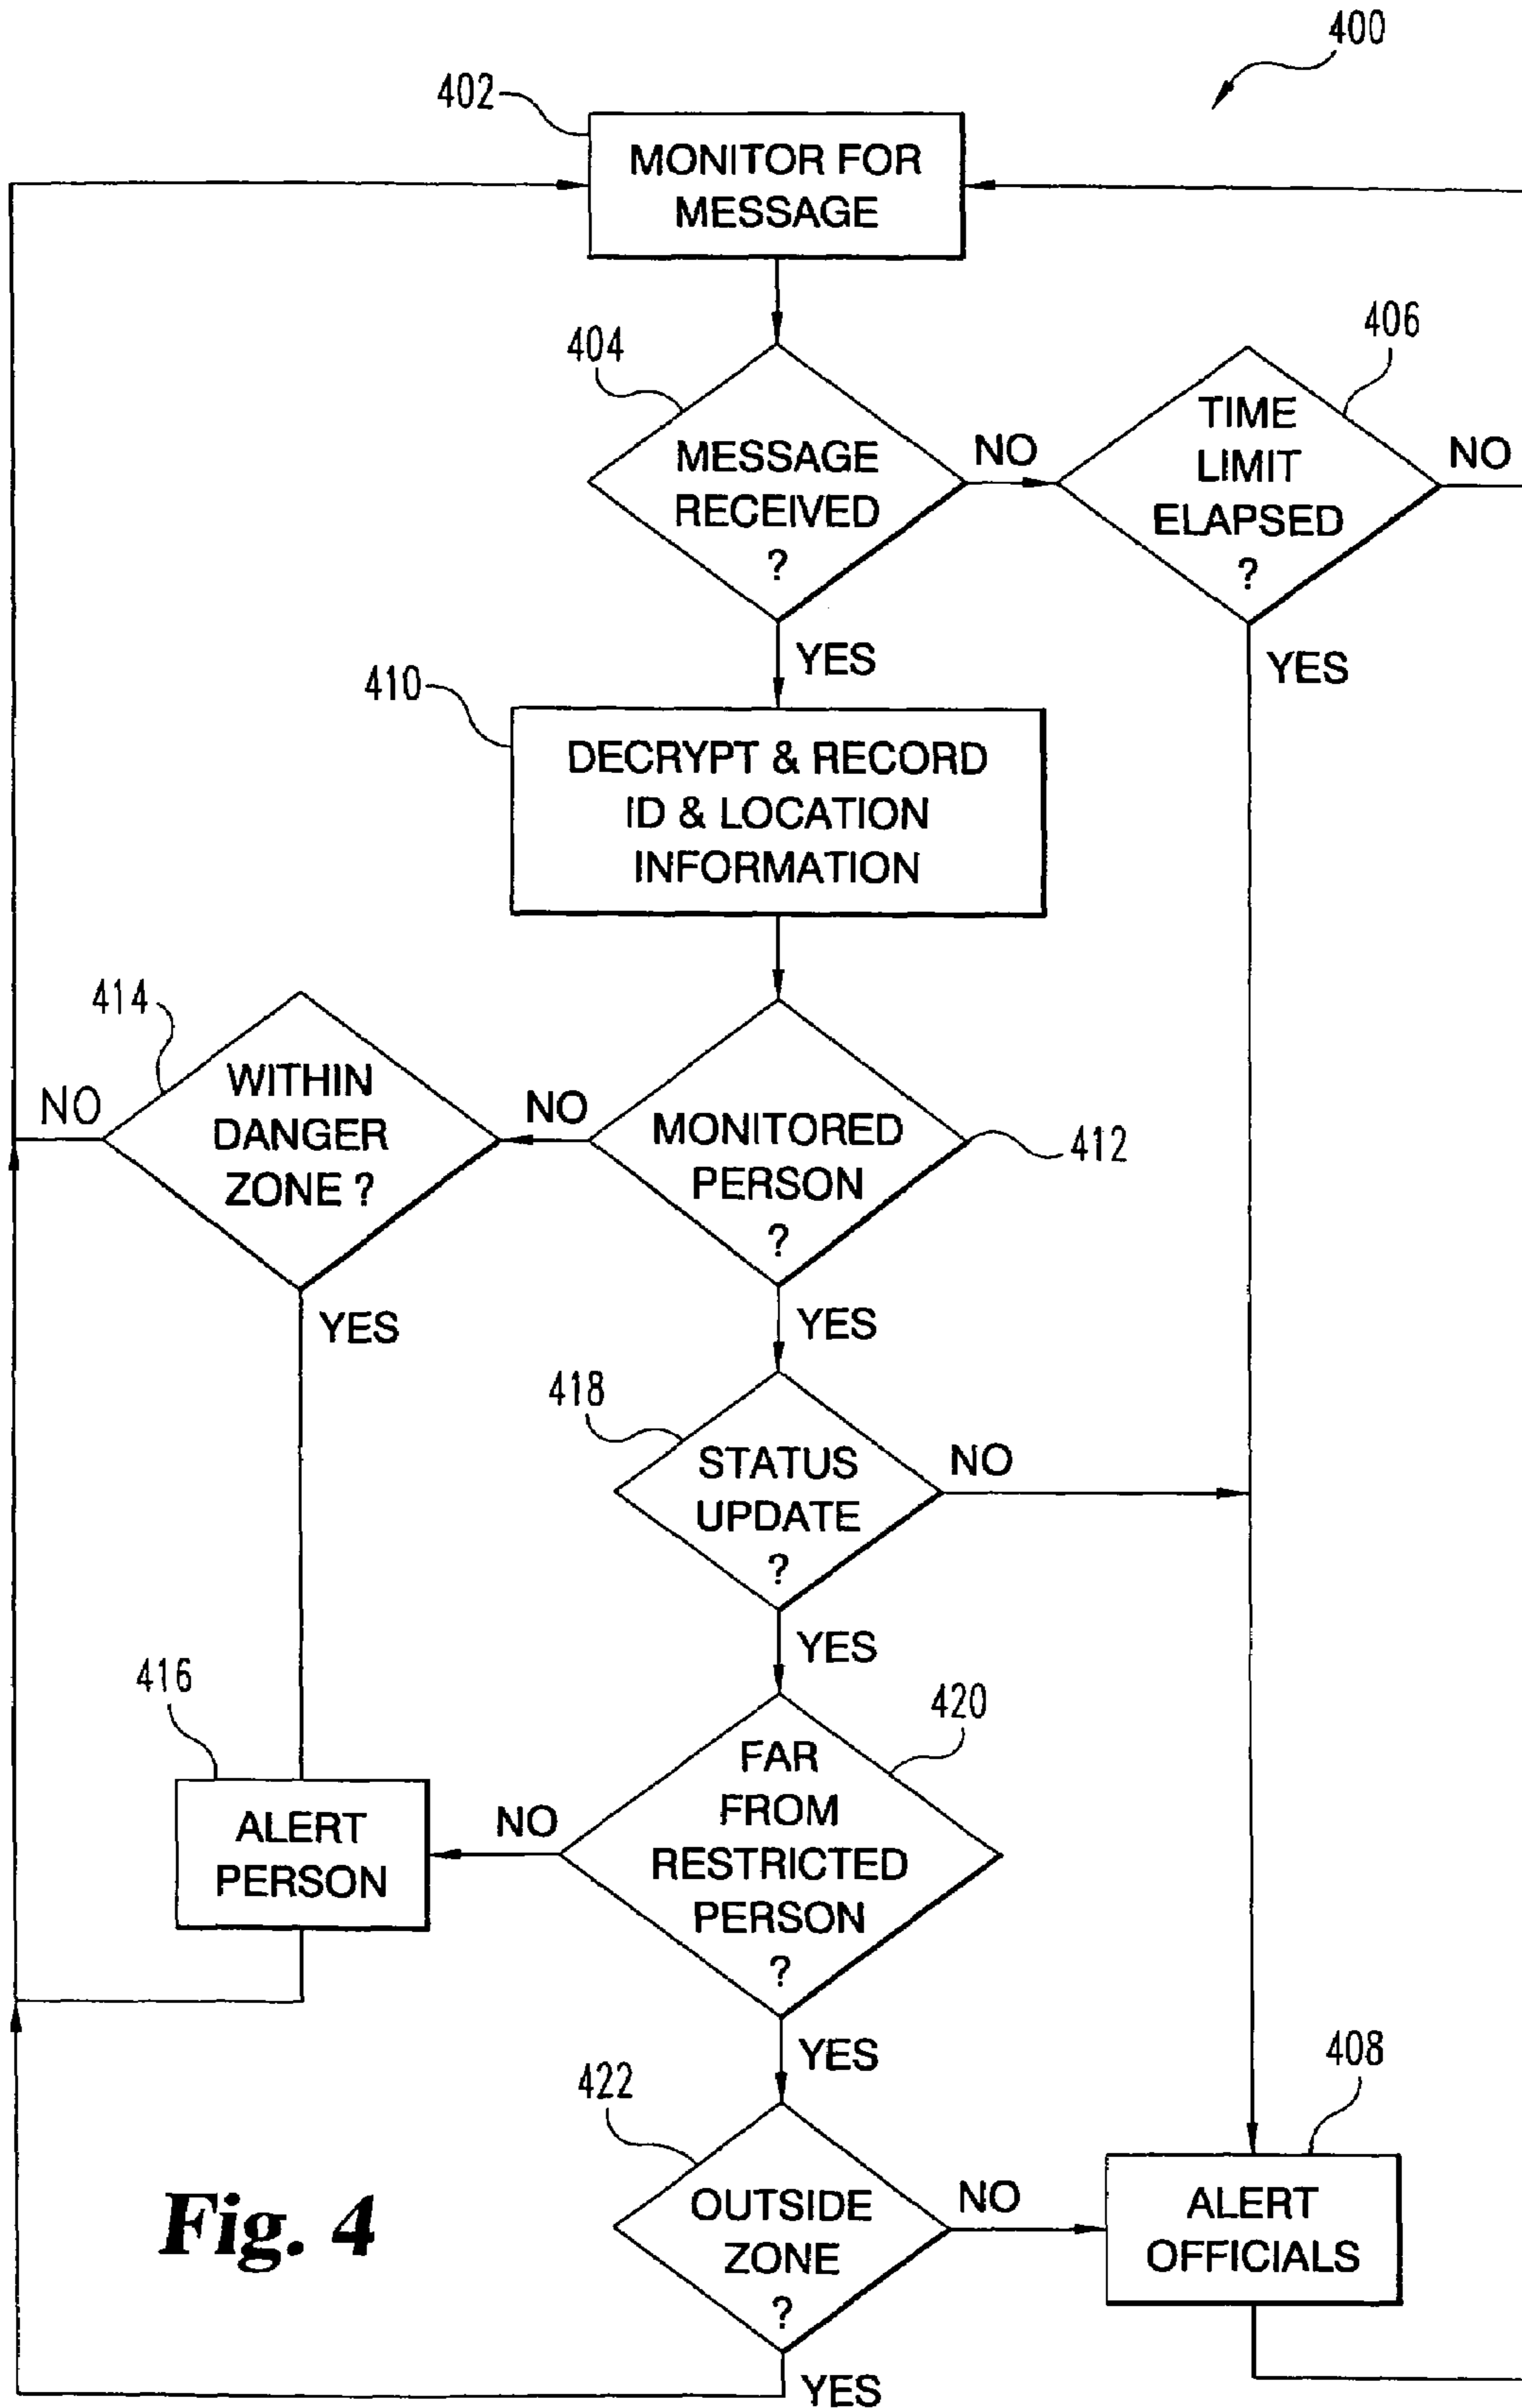 400
402
MONITOR FOR
MESSAGE
404
406
MESSAGE
RECEIVED
?
NO
TIME
LIMIT
ELAPSED
?
NO
YES
YES
410
DECRYPT & RECORD
ID & LOCATION
INFORMATION
414
WITHIN
DANGER
ZONE ?
NO
NO
MONITORED
PERSON
?
412
YES
YES
418
STATUS
UPDATE
?
NO
YES
416
ALERT
PERSON
NO
420
FAR
FROM
RESTRICTED
PERSON
?
YES
422
OUTSIDE
ZONE
?
NO
408
ALERT
OFFICIALS
YES
Fig. 4